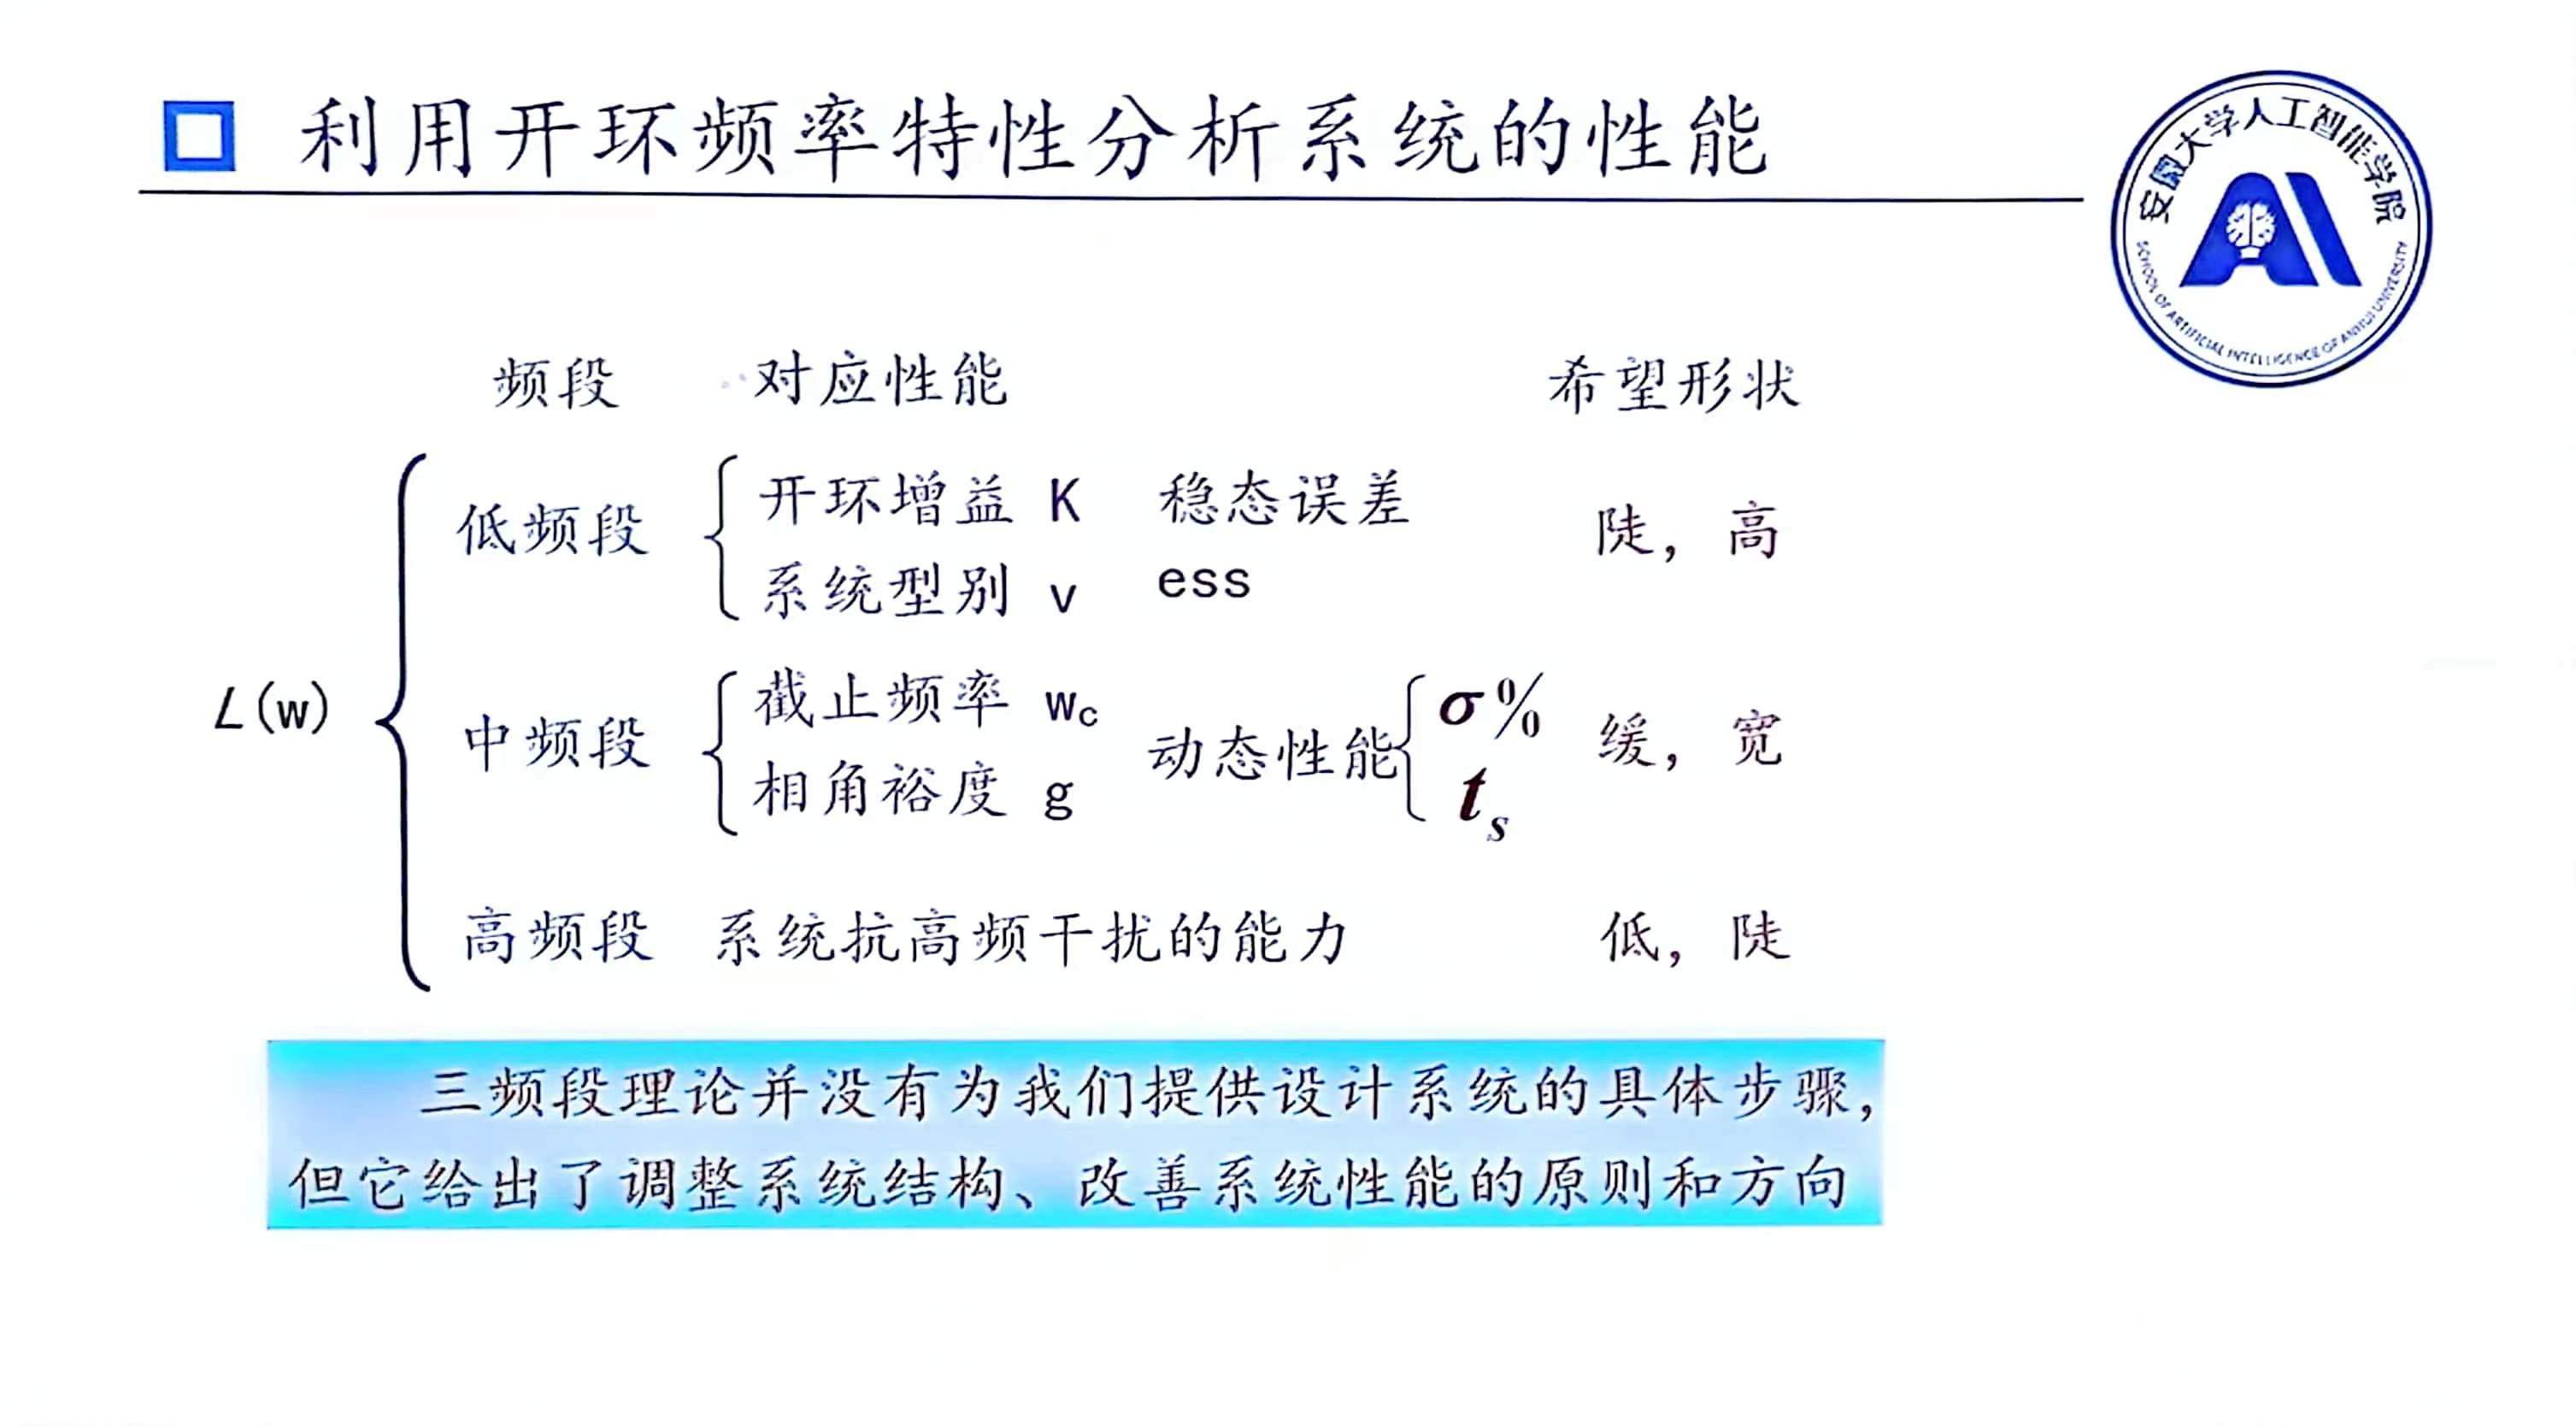 利用开环频率特性分析系统的性能
安徽大学人工智能学院
SCHOOL OF ARTIFICIAL INTELLIGENCE OF ANHUI UNIVERSITY
频段 对应性能 希望形状
L(w)
低频段 开环增益 K 稳态误差 陡，高
系统型别 v ess
中频段 截止频率 wc 动态性能 σ% 缓，宽
相角裕度 g ts
高频段 系统抗高频干扰的能力 低，陡
三频段理论并没有为我们提供设计系统的具体步骤，
但它给出了调整系统结构、改善系统性能的原则和方向